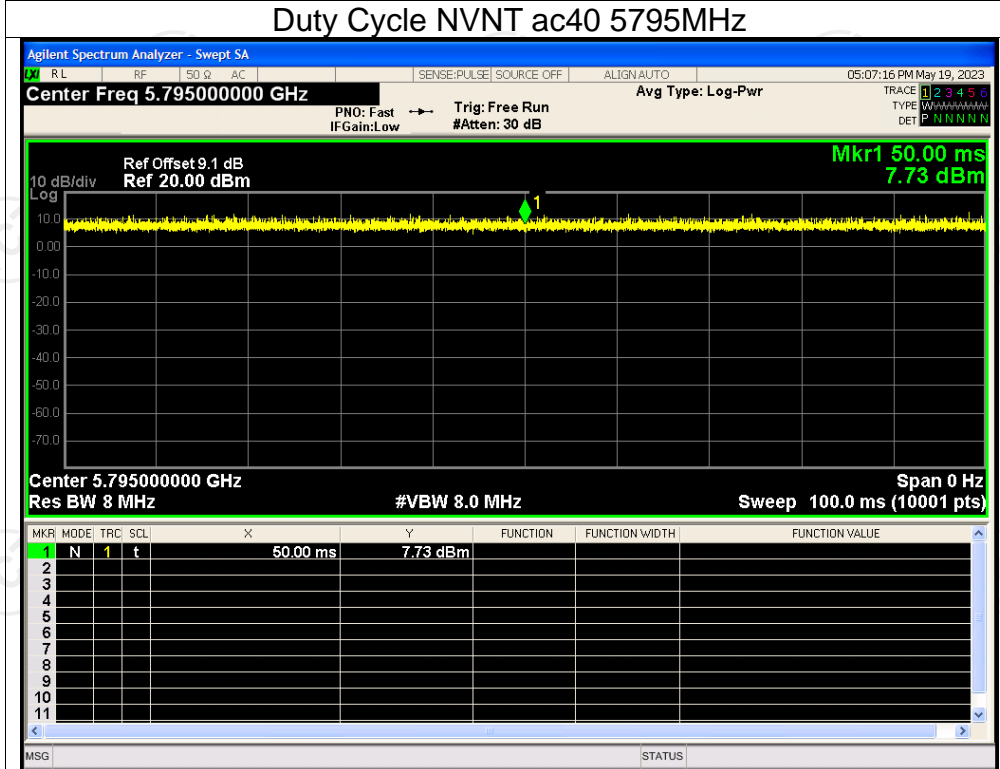 Duty Cycle NVNT ac40 5795MHz
Agilent Spectrum Analyzer - Swept SA
LXI RL RF 50 Ω AC SENSE:PULSE SOURCE OFF ALIGN AUTO 05:07:16 PM May 19, 2023
Center Freq 5.795000000 GHz Avg Type: Log-Pwr TRACE 1 2 3 4 5 6
PNO: Fast Trig: Free Run TYPE WWWWWW
IFGain:Low #Atten: 30 dB DET P N N N N N
Mkr1 50.00 ms
Ref Offset 9.1 dB
10 dB/div Ref 20.00 dBm 7.73 dBm
Log
1
10.0
0.00
-10.0
-20.0
-30.0
-40.0
-50.0
-60.0
-70.0
Center 5.795000000 GHz Span 0 Hz
Res BW 8 MHz #VBW 8.0 MHz Sweep 100.0 ms (10001 pts)
MKR MODE TRC SCL X Y FUNCTION FUNCTION WIDTH FUNCTION VALUE
1 N 1 t 50.00 ms 7.73 dBm
2
3
4
5
6
7
8
9
10
11
MSG STATUS